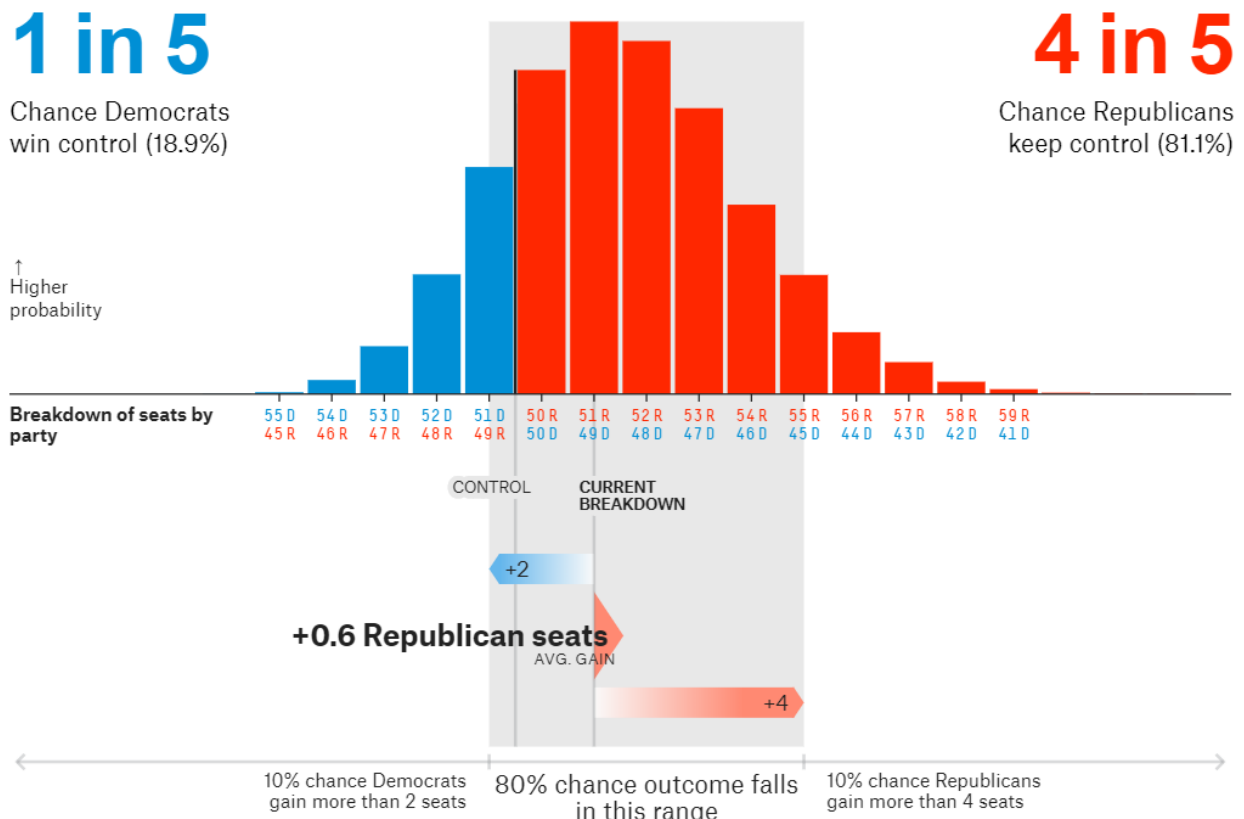 1 in 5
Chance Democrats
win control (18.9%)
4 in 5
Chance Republicans
keep control (81.1%)
↑
Higher
probability
Breakdown of seats by
party
55 D 54 D 53 D 52 D 51 D 50 R 51 R 52 R 53 R 54 R 55 R 56 R 57 R 58 R 59 R
45 R 46 R 47 R 48 R 49 R 50 D 49 D 48 D 47 D 46 D 45 D 44 D 43 D 42 D 41 D
CONTROL
CURRENT
BREAKDOWN
+2
+0.6 Republican seats
AVG. GAIN
+4
10% chance Democrats
gain more than 2 seats
80% chance outcome falls
in this range
10% chance Republicans
gain more than 4 seats